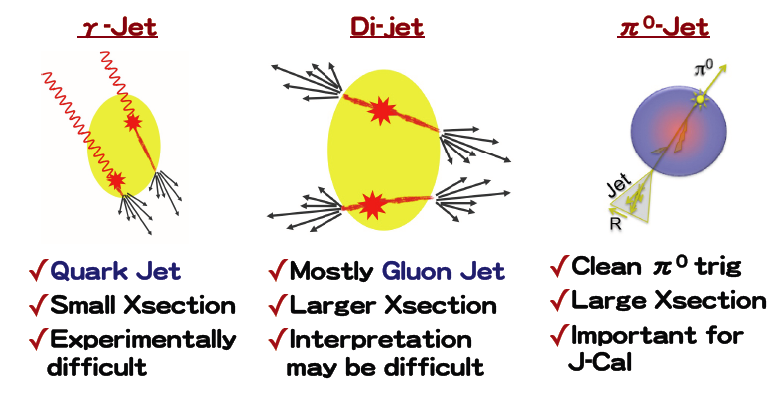 γ-Jet
Di-jet
π⁰-Jet
π⁰
Jet
R
✓Quark Jet
✓Small Xsection
✓Experimentally
difficult
✓Mostly Gluon Jet
✓Larger Xsection
✓Interpretation
may be difficult
✓Clean π⁰ trig
✓Large Xsection
✓Important for
J-Cal